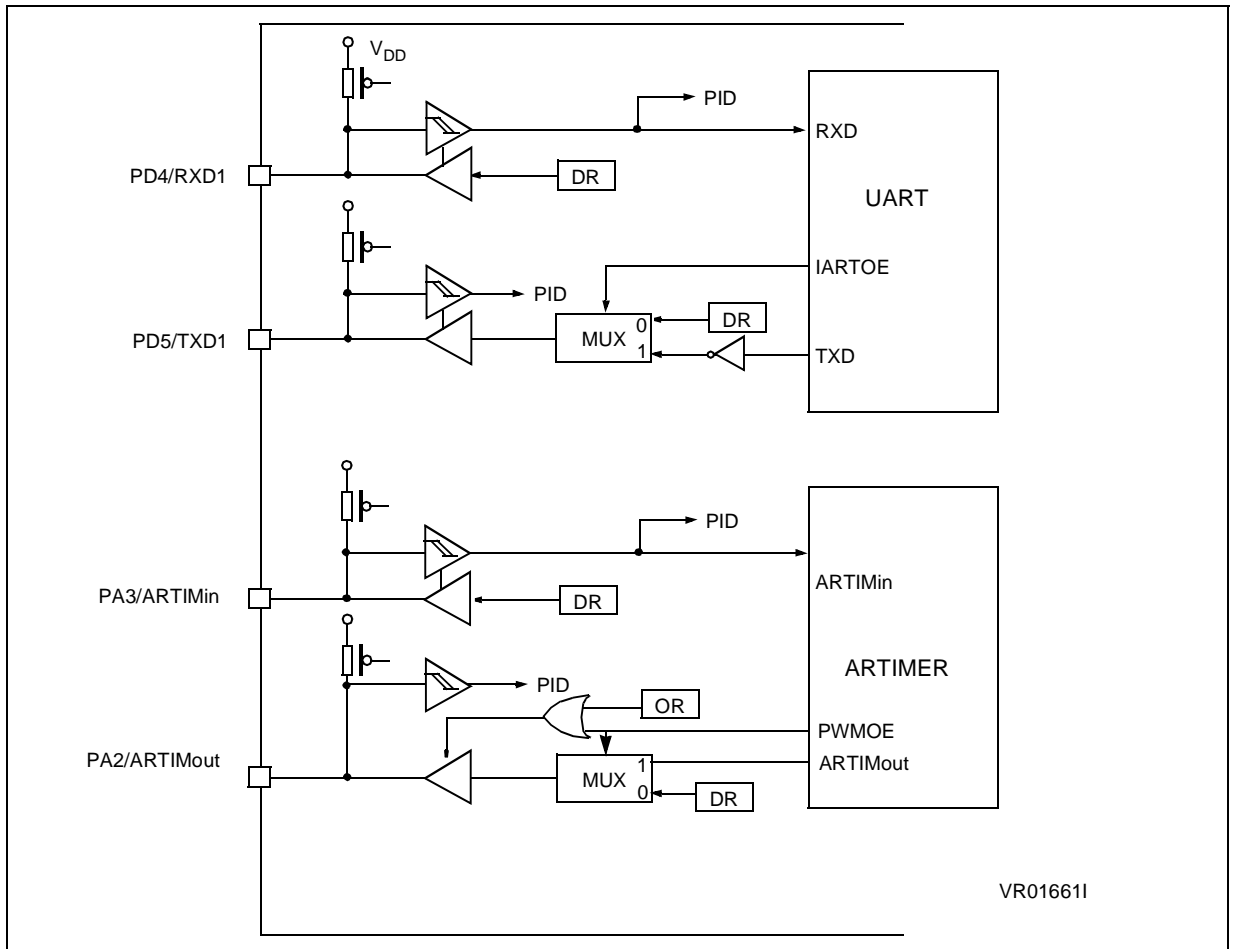 VDD
PID
RXD
PD4/RXD1
DR
UART
IARTOE
PID
DR
0
PD5/TXD1
MUX
1
TXD
PID
ARTIMin
PA3/ARTIMin
DR
ARTIMER
PID
OR
PWMOE
PA2/ARTIMout
1
ARTIMout
MUX
0
DR
VR01661I